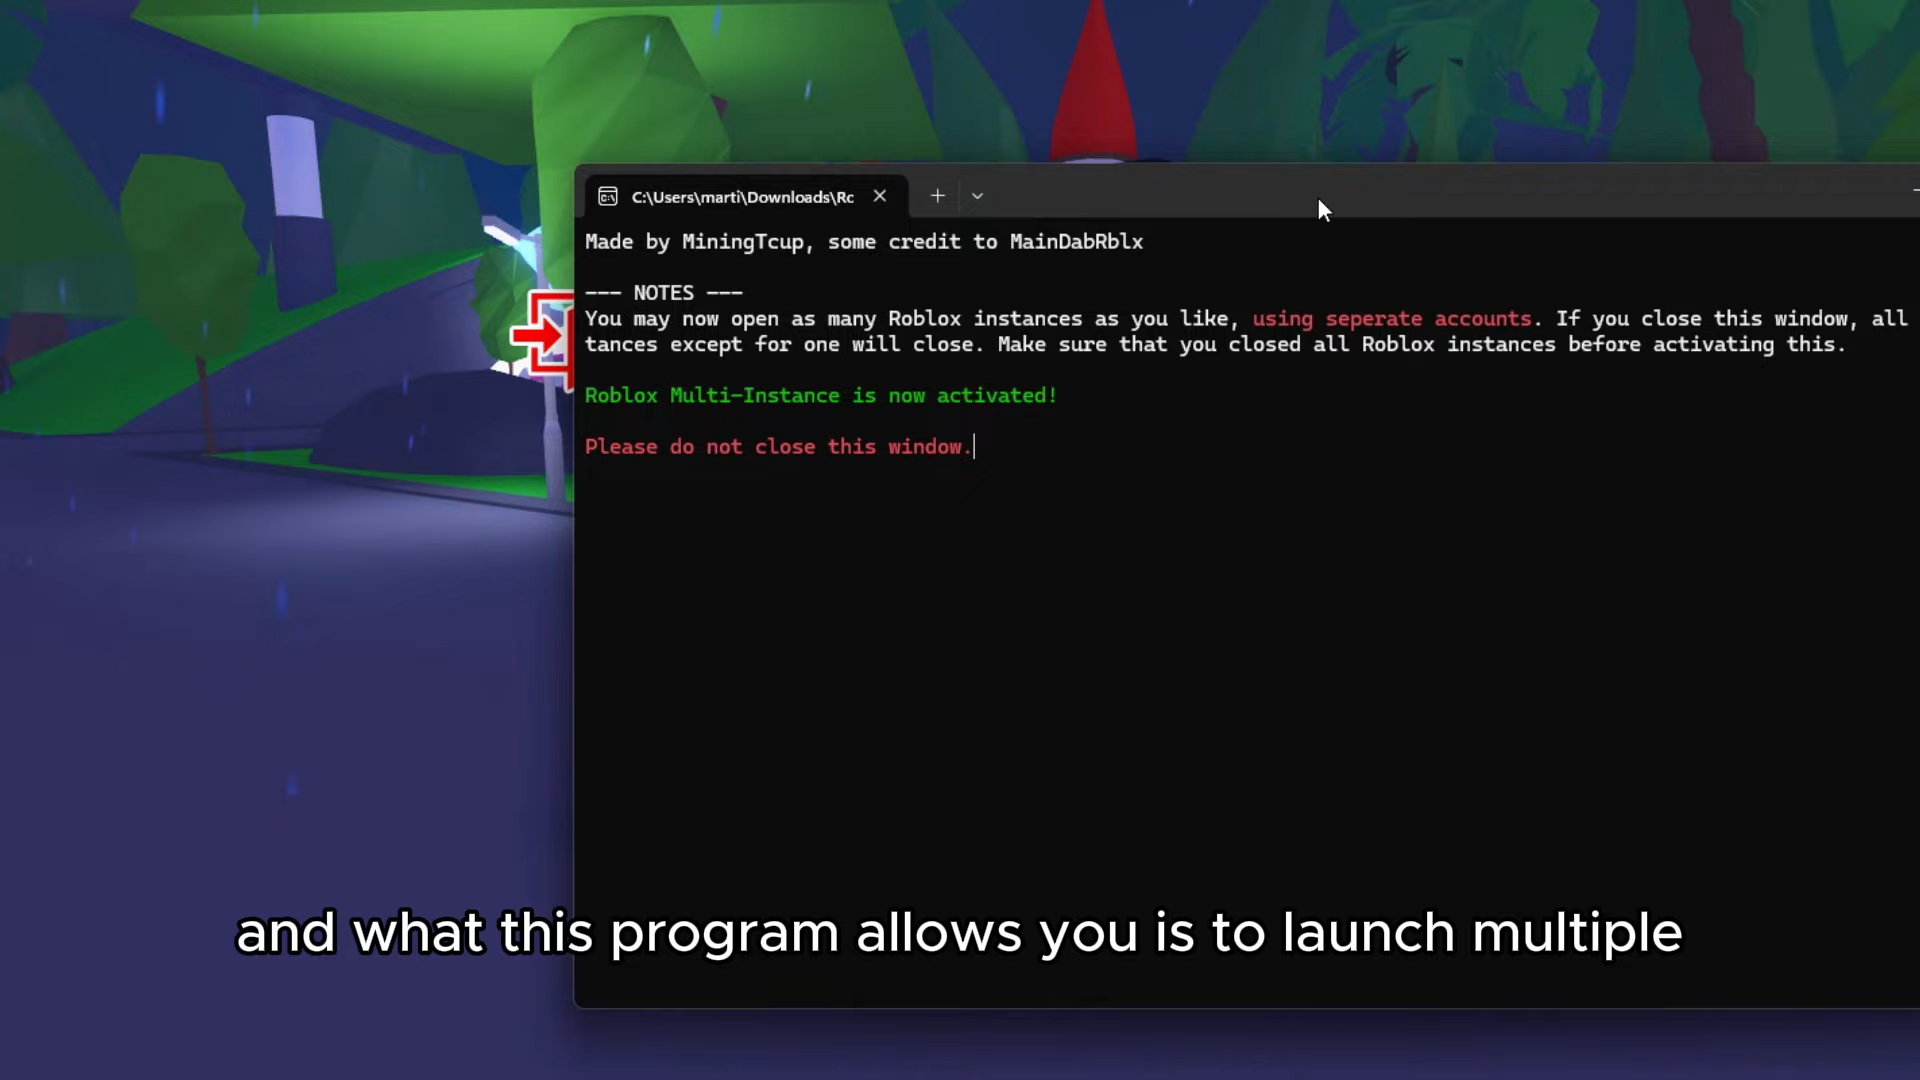 C:\Users\marti\Downloads\Rc
Made by MiningTcup, some credit to MainDabRblx
--- NOTES ---
You may now open as many Roblox instances as you like, using seperate accounts. If you close this window, all
tances except for one will close. Make sure that you closed all Roblox instances before activating this.
Roblox Multi-Instance is now activated!
Please do not close this window.
and what this program allows you is to launch multiple